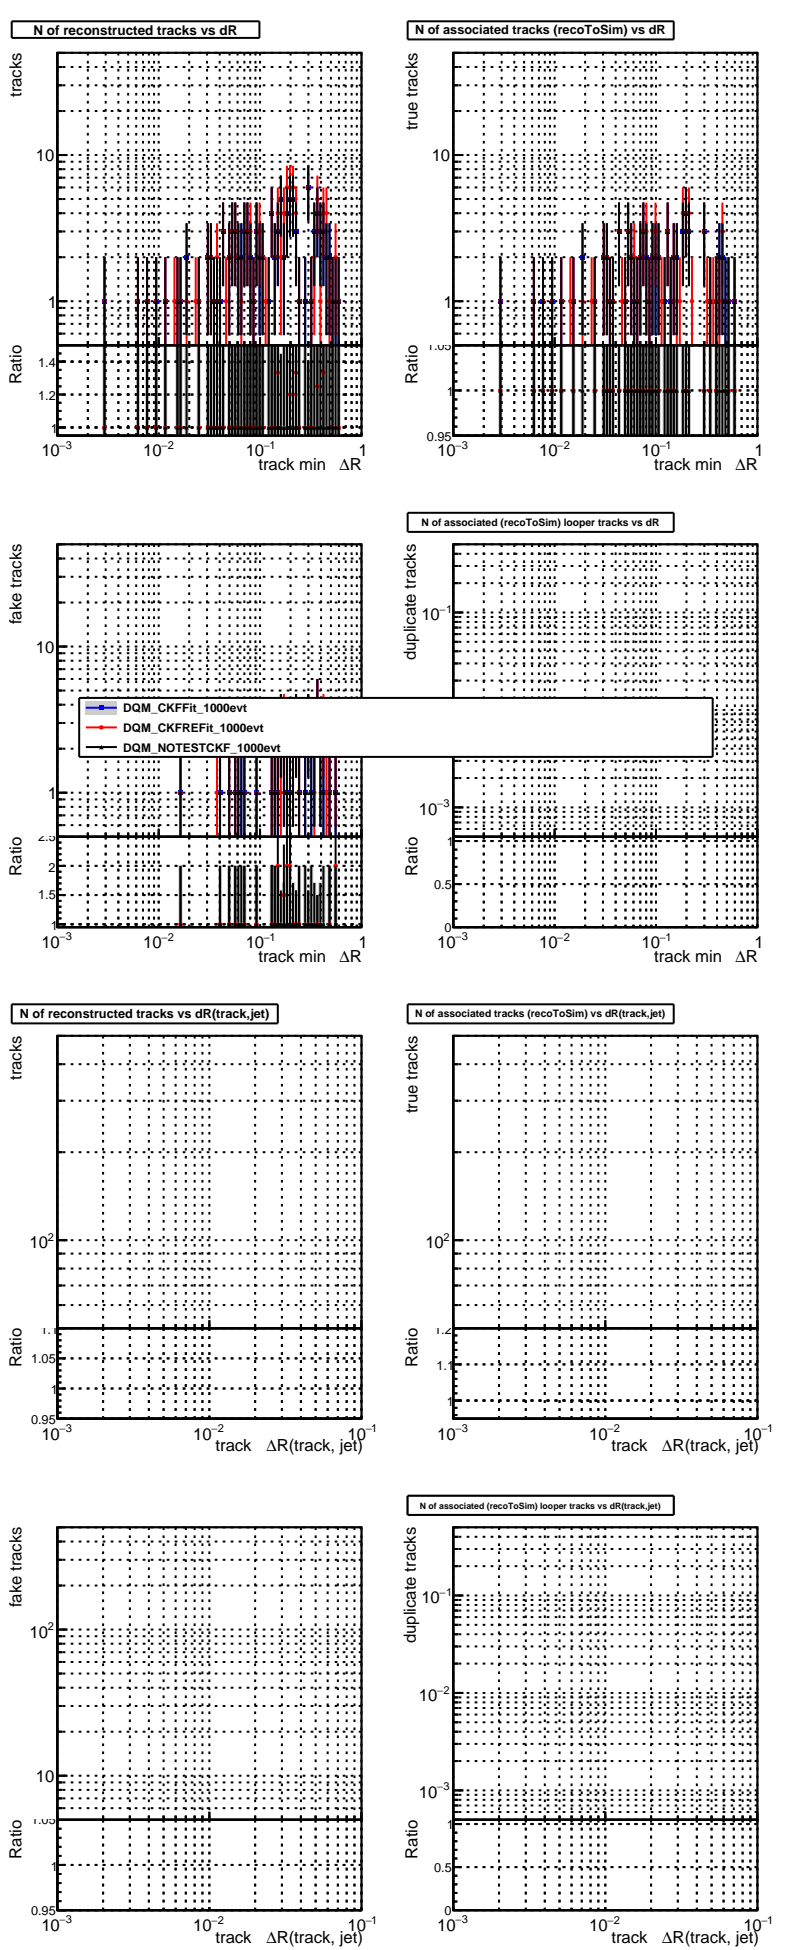 N of reconstructed tracks vs dR
tracks
10
1
Ratio
1.4
1.2
1
10−3 10−2 10−1 1
track min ΔR
N of associated tracks (recoToSim) vs dR
true tracks
10
1
Ratio
1.05
1
0.95
10−3 10−2 10−1 1
track min ΔR
fake tracks
10
1
Ratio
2.5
2
1.5
1
10−3 10−2 10−1 1
track min ΔR
N of associated (recoToSim) looper tracks vs dR
duplicate tracks
10−1
10−3
Ratio
1
0.5
0
10−3 10−2 10−1 1
track min ΔR
DQM_CKFFit_1000evt
DQM_CKFREFit_1000evt
DQM_NOTESTCKF_1000evt
N of reconstructed tracks vs dR(track,jet)
tracks
102
Ratio
1.1
1.05
1
0.95
10−3 10−2 10−1
track ΔR(track, jet)
N of associated tracks (recoToSim) vs dR(track,jet)
true tracks
102
Ratio
1.2
1.1
1
10−3 10−2 10−1
track ΔR(track, jet)
fake tracks
102
10
Ratio
1.05
1
0.95
10−3 10−2 10−1
track ΔR(track, jet)
N of associated (recoToSim) looper tracks vs dR(track,jet)
duplicate tracks
10−1
10−2
10−3
Ratio
1
0.5
0
10−3 10−2 10−1
track ΔR(track, jet)